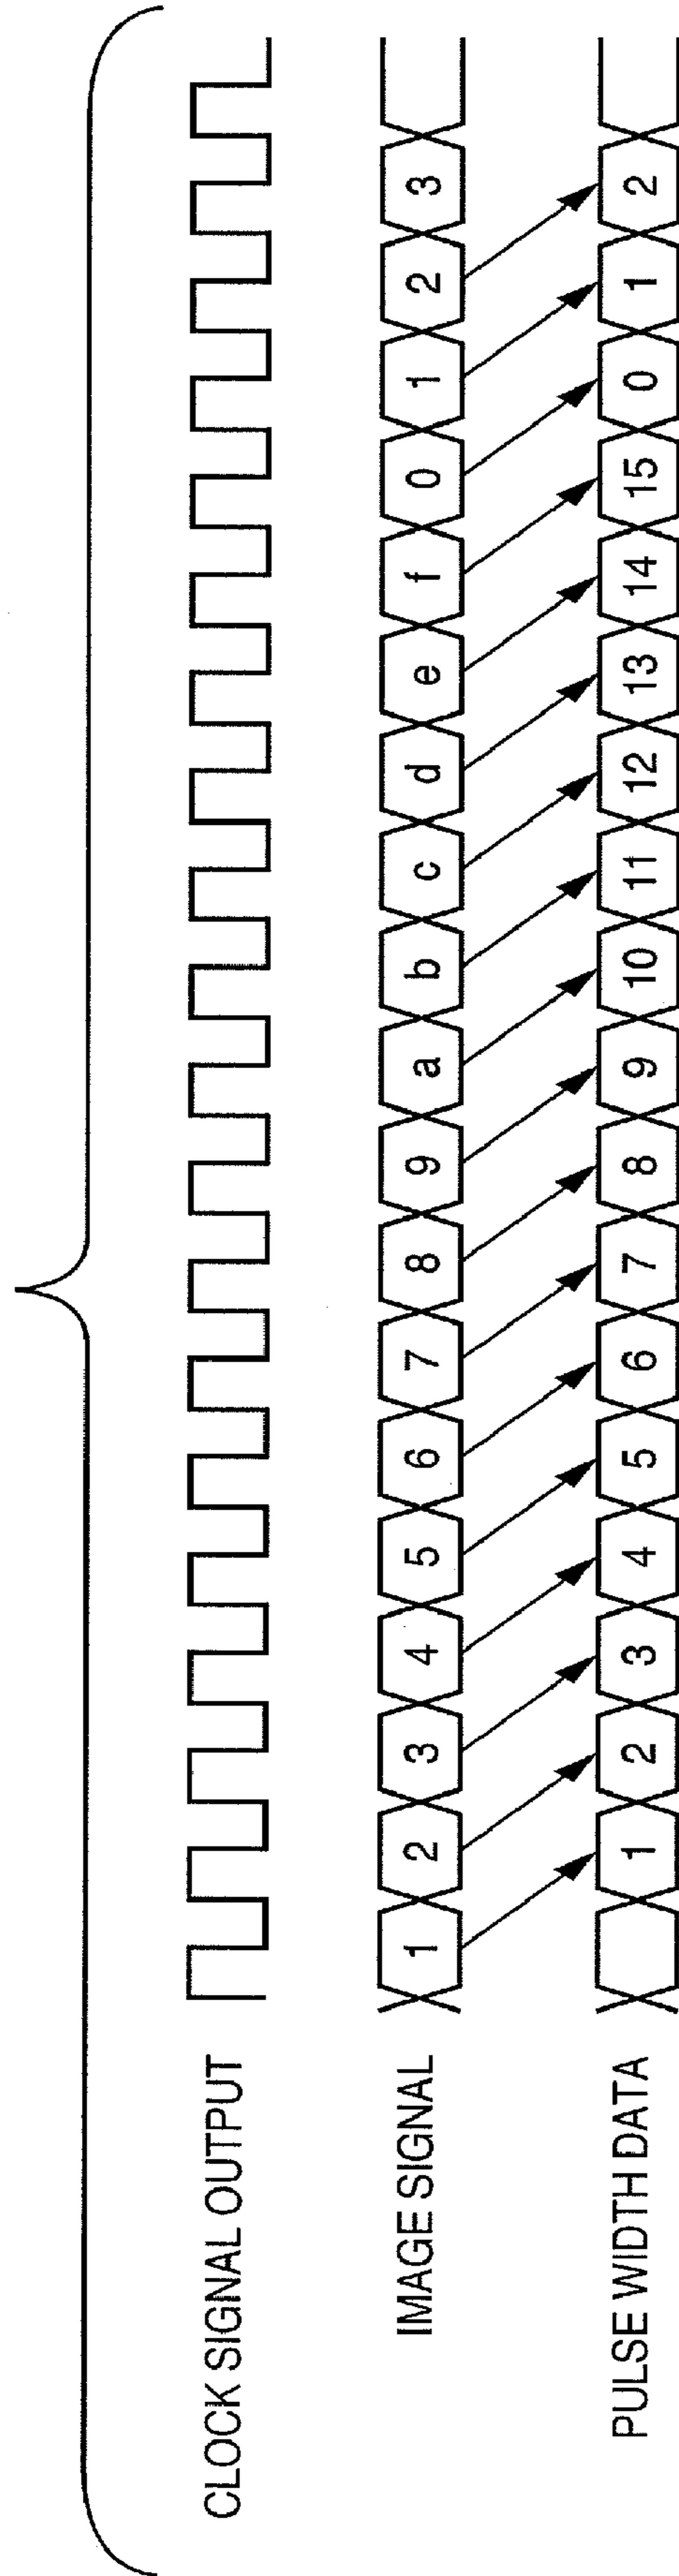 CLOCK SIGNAL OUTPUT
IMAGE SIGNAL 1 2 3 4 5 6 7 8 9 a b c d e f 0 1 2 3
PULSE WIDTH DATA 1 2 3 4 5 6 7 8 9 10 11 12 13 14 15 0 1 2